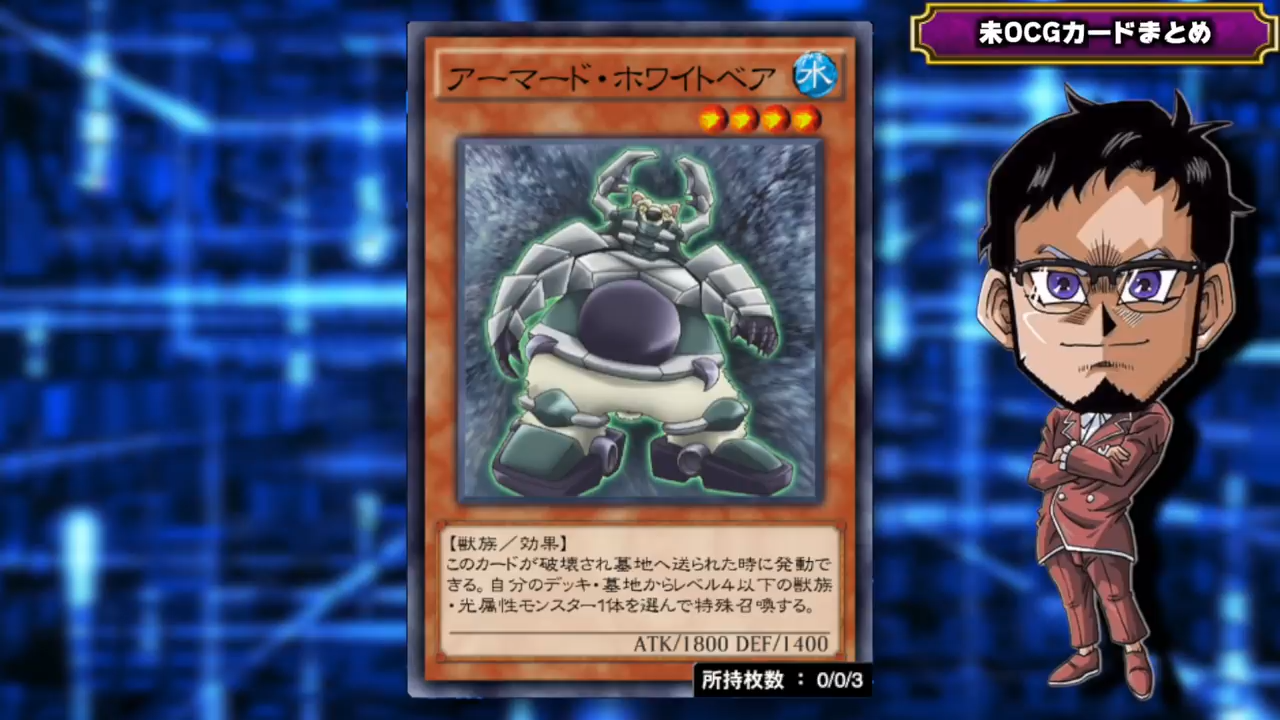 未OCGカードまとめ
アーマード・ホワイトベア
水
【獣族／効果】
このカードが破壊され墓地へ送られた時に発動で
きる。自分のデッキ・墓地からレベル4以下の獣族
・光属性モンスター1体を選んで特殊召喚する。
ATK/1800 DEF/1400
所持枚数 ： 0/0/3